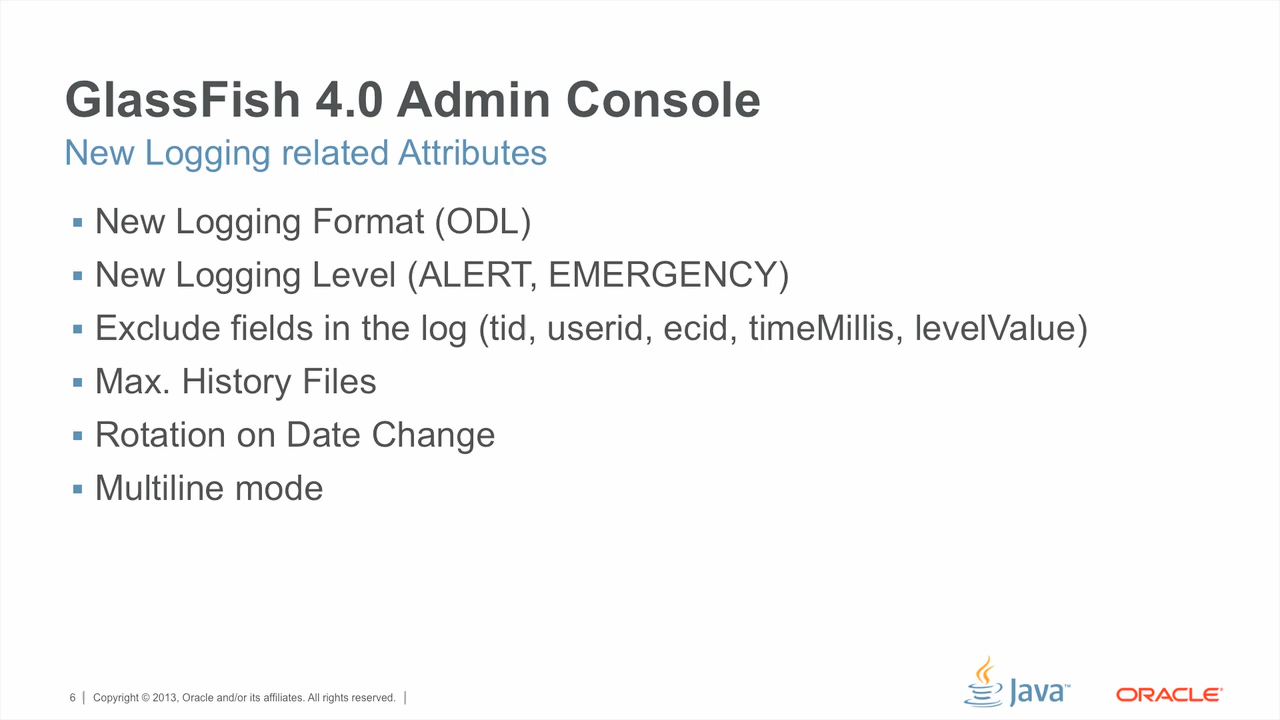 GlassFish 4.0 Admin Console
New Logging related Attributes
▪ New Logging Format (ODL)
▪ New Logging Level (ALERT, EMERGENCY)
▪ Exclude fields in the log (tid, userid, ecid, timeMillis, levelValue)
▪ Max. History Files
▪ Rotation on Date Change
▪ Multiline mode
6 | Copyright © 2013, Oracle and/or its affiliates. All rights reserved. |
Java™
ORACLE®